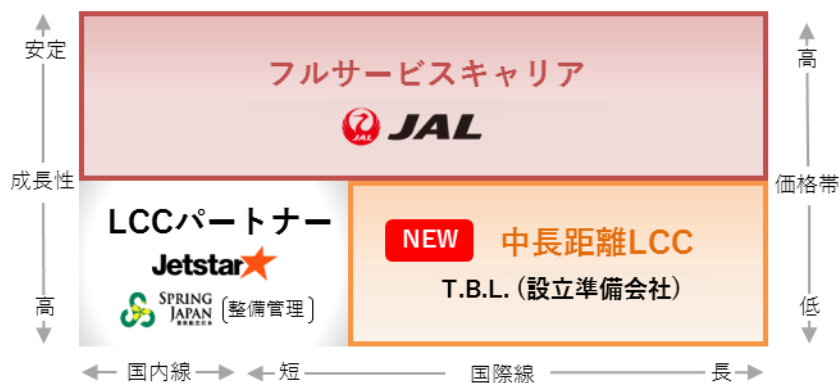 安定
成長性
高
フルサービスキャリア
JAL
JAL
高
価格帯
低
LCCパートナー
Jetstar
SPRING
JAPAN
〔整備管理〕
NEW 中長距離LCC
T.B.L.（設立準備会社）
国内線 短 国際線 長